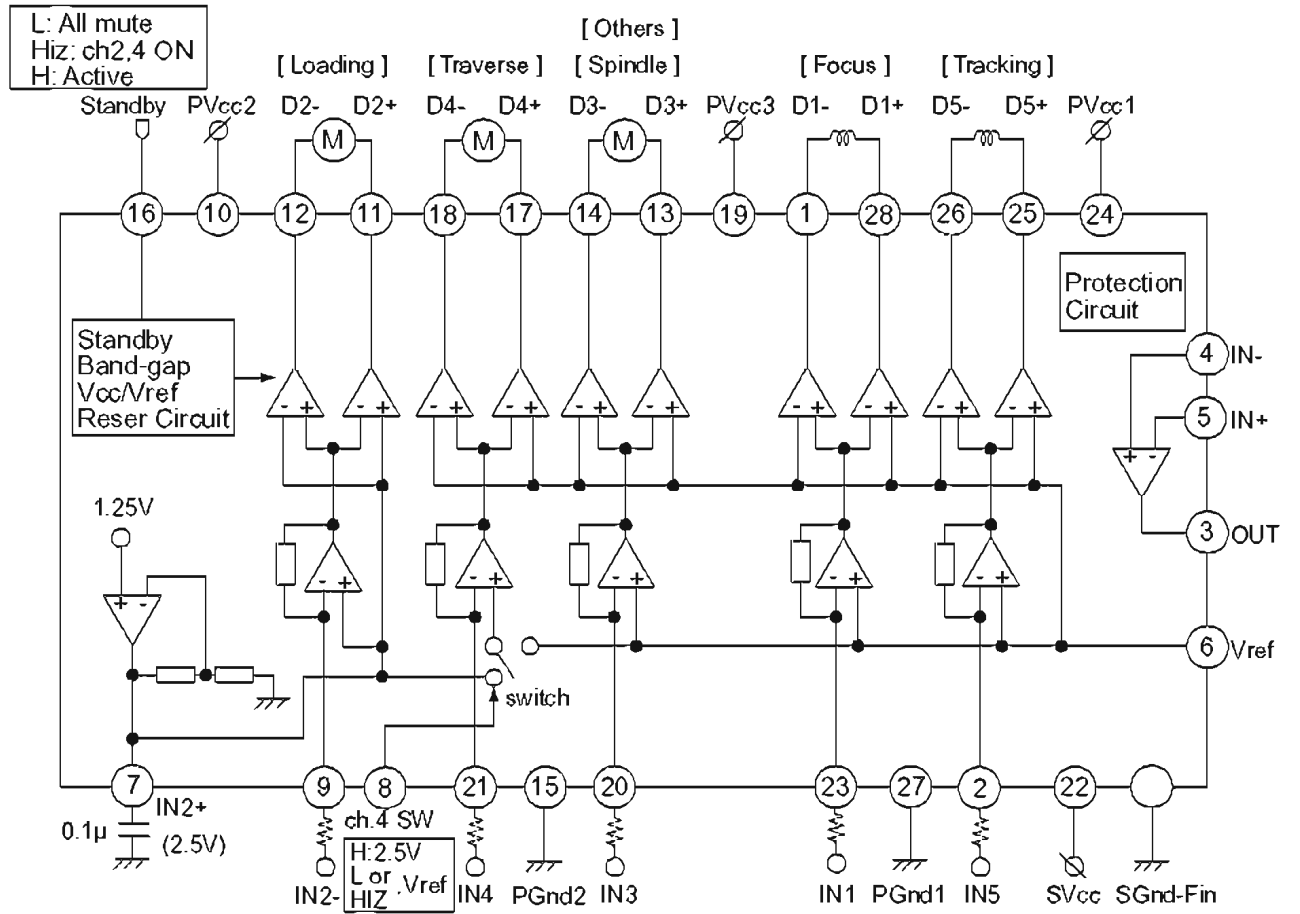 L: All mute
Hiz: ch2,4 ON
H: Active
[ Others ]
[ Loading ] [ Traverse ] [ Spindle ] [ Focus ] [ Tracking ]
Standby PVcc2 D2- D2+ D4- D4+ D3- D3+ PVcc3 D1- D1+ D5- D5+ PVcc1
M M M
16 10 12 11 18 17 14 13 19 1 28 26 25 24
Protection
Circuit
Standby
Band-gap
Vcc/Vref
Reser Circuit
4 IN-
5 IN+
- + - + - + - + - + - + - + - + - + - +
+ -
1.25V
3 OUT
- + - + - + - + - +
+ -
6 Vref
switch
7 9 8 21 15 20 23 27 2 22
IN2+
(2.5V)
0.1µ
ch.4 SW
H:2.5V
L or
HIZ .Vref
IN2- IN4 PGnd2 IN3 IN1 PGnd1 IN5 SVcc SGnd-Fin